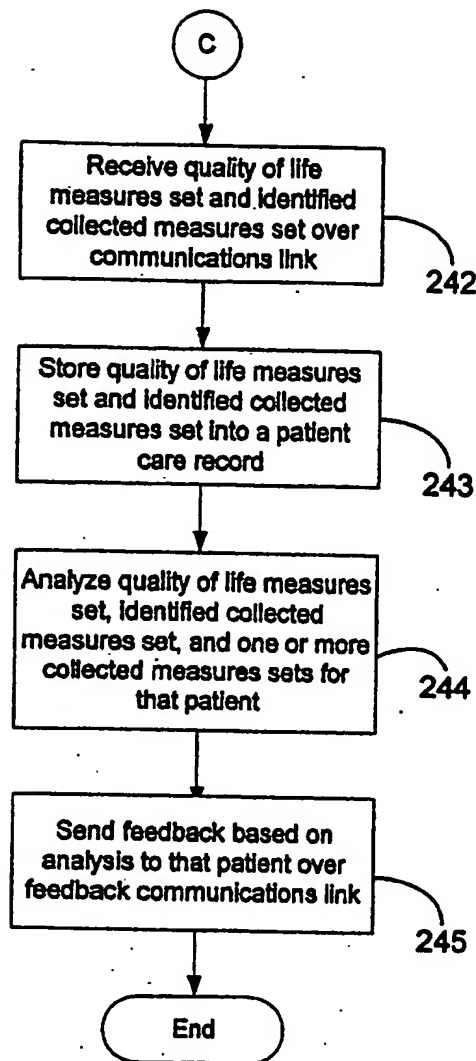 C
Receive quality of life
measures set and identified
collected measures set over
communications link
242
Store quality of life measures
set and identified collected
measures set into a patient
care record
243
Analyze quality of life measures
set, identified collected
measures set, and one or more
collected measures sets for
that patient
244
Send feedback based on
analysis to that patient over
feedback communications link
245
End